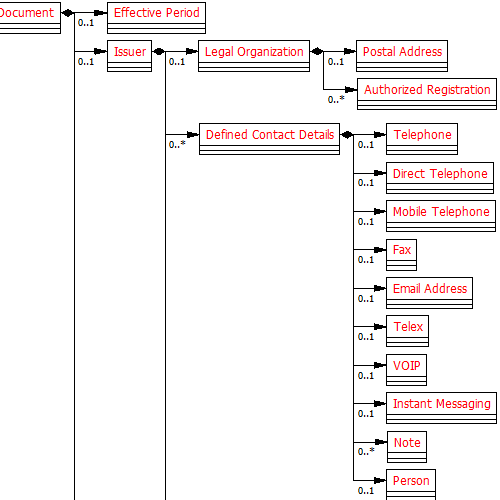 Document
Effective Period
0..1
Issuer
Legal Organization
Postal Address
0..1
0..1
0..1
Authorized Registration
0..*
Defined Contact Details
Telephone
0..*
0..1
Direct Telephone
0..1
Mobile Telephone
0..1
Fax
0..1
Email Address
0..1
Telex
0..1
VOIP
0..1
Instant Messaging
0..1
Note
0..*
Person
0..1